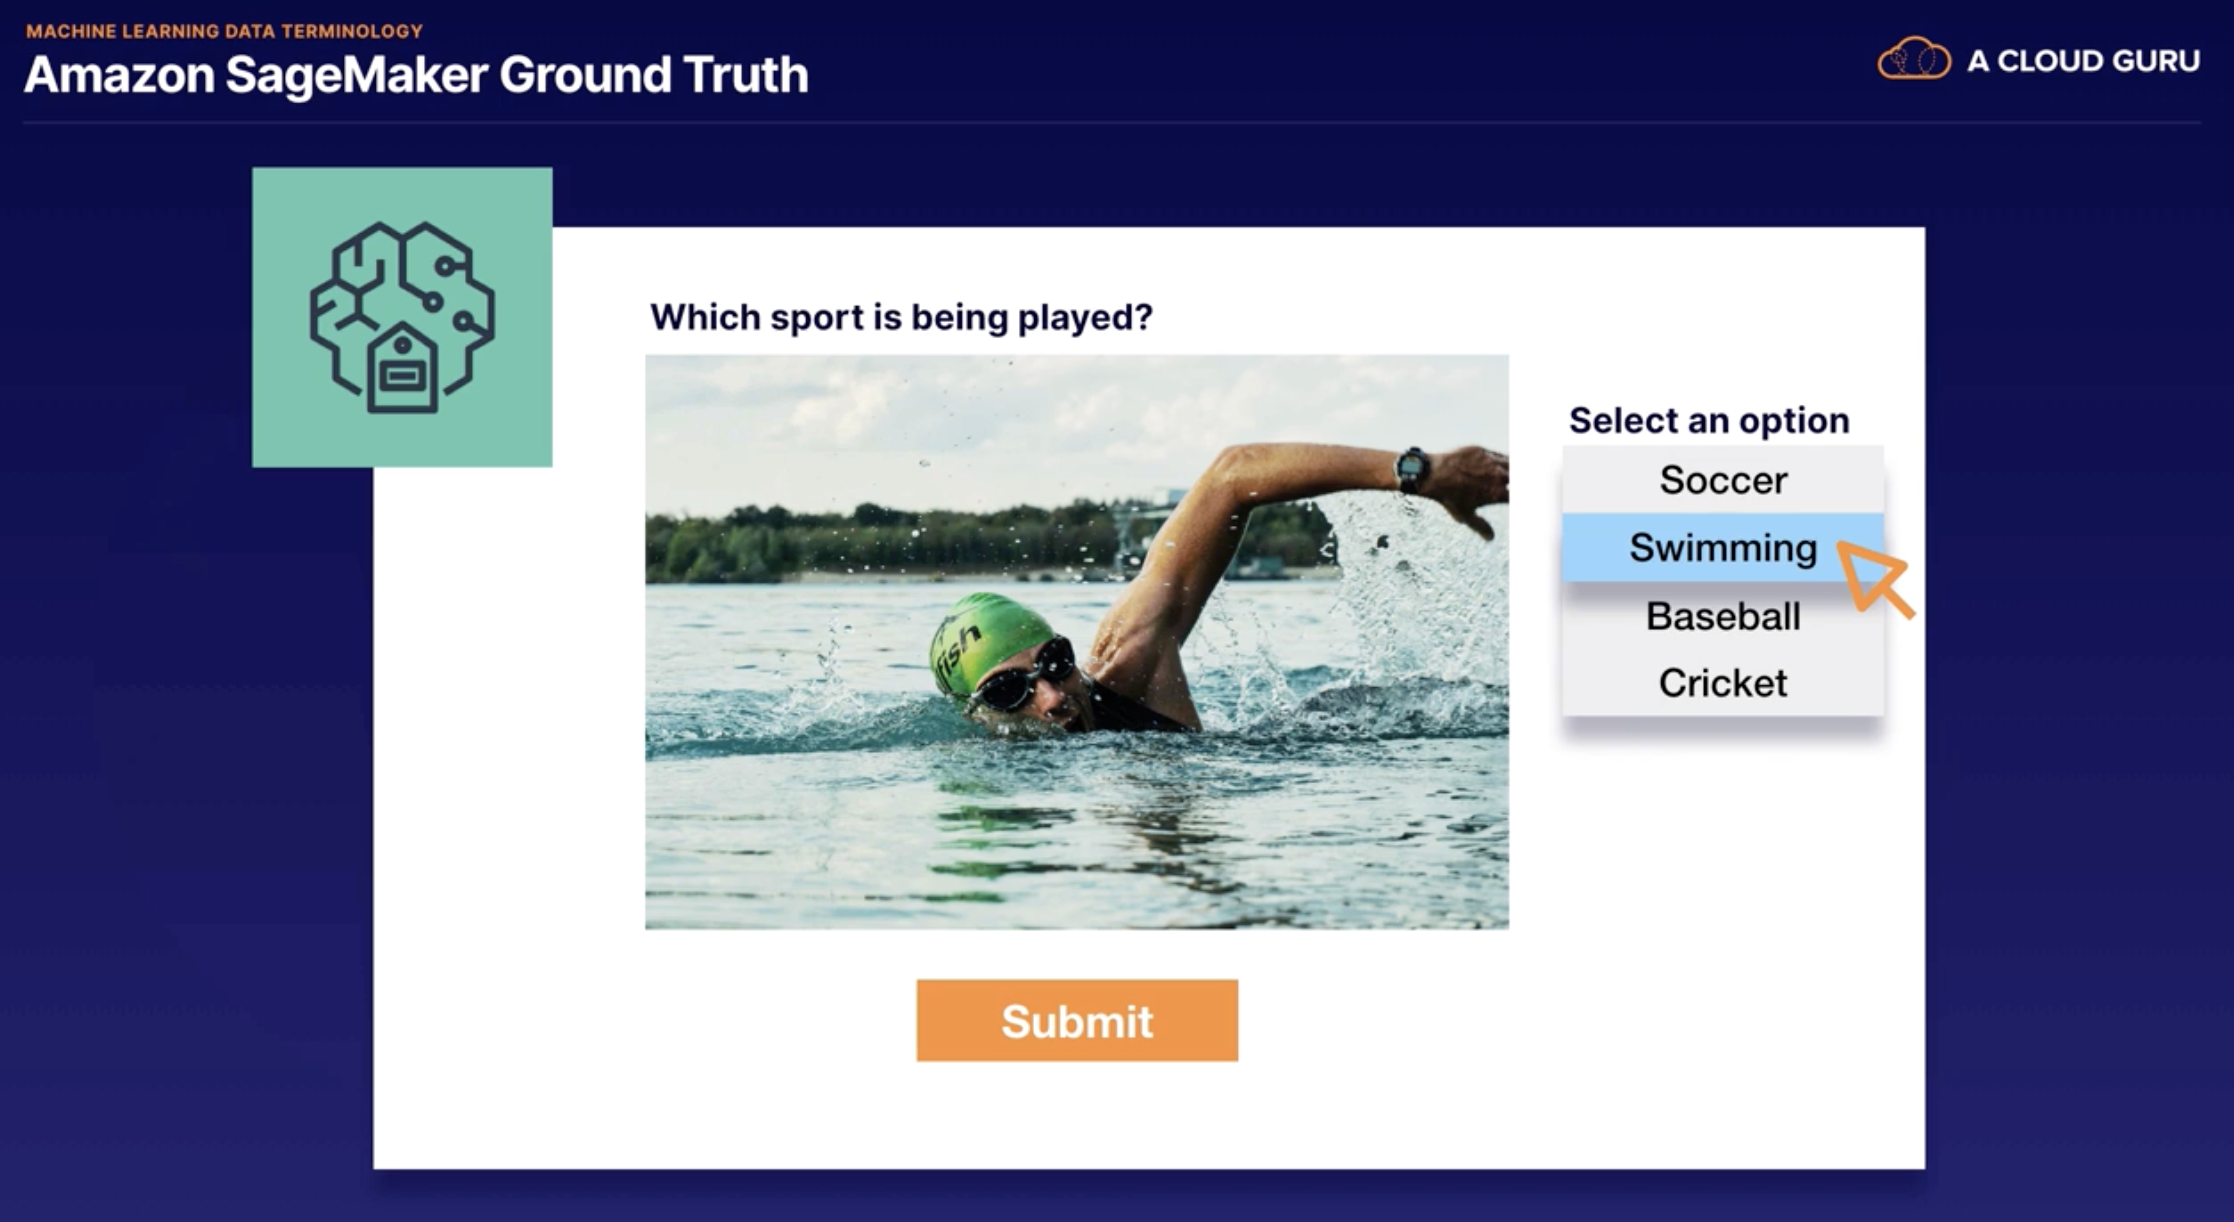 MACHINE LEARNING DATA TERMINOLOGY
Amazon SageMaker Ground Truth
A CLOUD GURU
Which sport is being played?
fish
Select an option
Soccer
Swimming
Baseball
Cricket
Submit